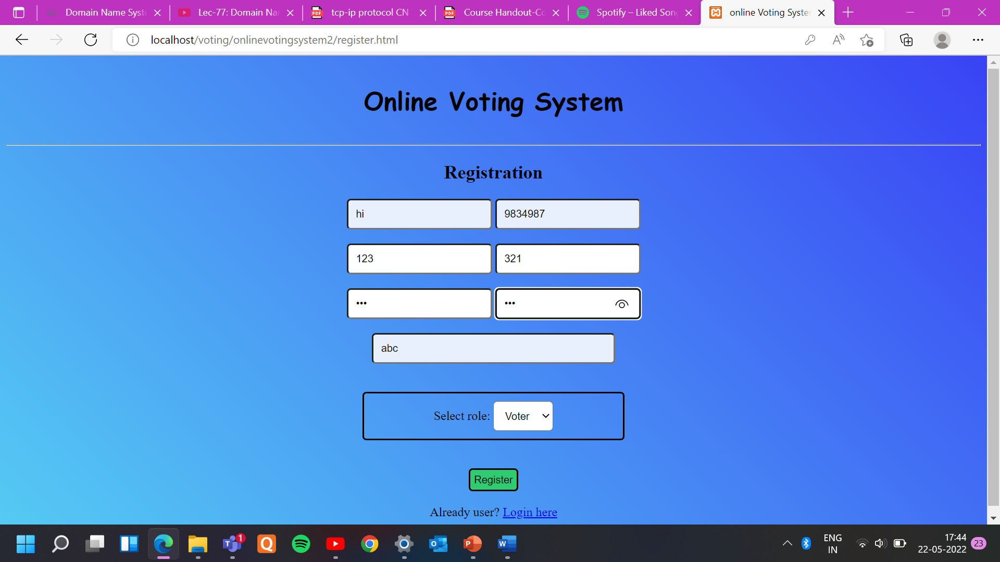 Domain Name Syste
Lec-77: Domain Na
PDF
tcp-ip protocol CN
PDF
Course Handout-Co
Spotify – Liked Song
online Voting System
localhost/voting/onlinevotingsystem2/register.html
Online Voting System
Registration
hi
9834987
123
321
•••
•••
abc
Select role: Voter
Register
Already user? Login here
1
ENG
IN
17:44
22-05-2022
23